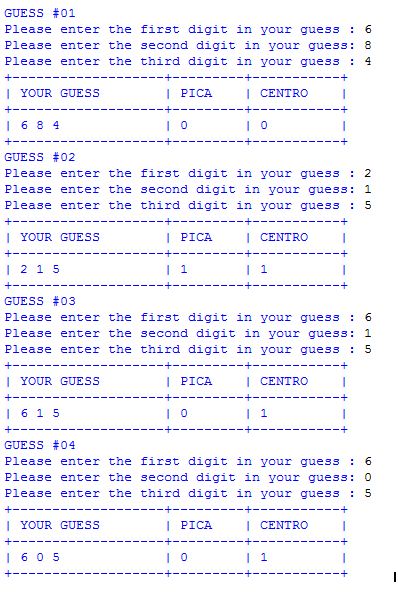 GUESS #01
Please enter the first digit in your guess : 6
Please enter the second digit in your guess: 8
Please enter the third digit in your guess : 4
+-------------------+---------+-----------+
| YOUR GUESS        | PICA    | CENTRO    |
+-------------------+---------+-----------+
| 6 8 4             | 0       | 0         |
+-------------------+---------+-----------+
GUESS #02
Please enter the first digit in your guess : 2
Please enter the second digit in your guess: 1
Please enter the third digit in your guess : 5
+-------------------+---------+-----------+
| YOUR GUESS        | PICA    | CENTRO    |
+-------------------+---------+-----------+
| 2 1 5             | 1       | 1         |
+-------------------+---------+-----------+
GUESS #03
Please enter the first digit in your guess : 6
Please enter the second digit in your guess: 1
Please enter the third digit in your guess : 5
+-------------------+---------+-----------+
| YOUR GUESS        | PICA    | CENTRO    |
+-------------------+---------+-----------+
| 6 1 5             | 0       | 1         |
+-------------------+---------+-----------+
GUESS #04
Please enter the first digit in your guess : 6
Please enter the second digit in your guess: 0
Please enter the third digit in your guess : 5
+-------------------+---------+-----------+
| YOUR GUESS        | PICA    | CENTRO    |
+-------------------+---------+-----------+
| 6 0 5             | 0       | 1         |
+-------------------+---------+-----------+